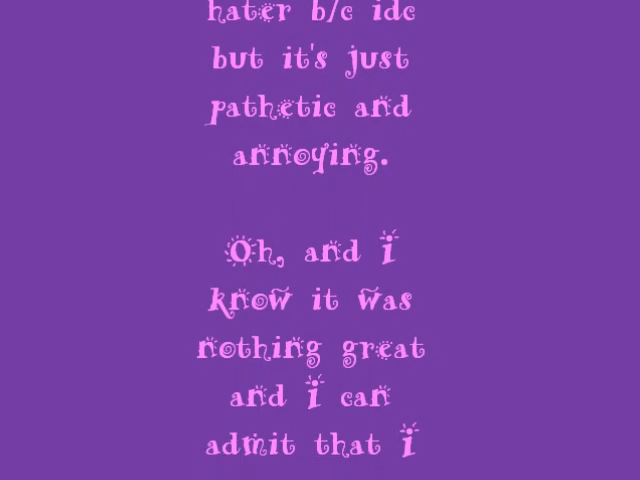 hater b/c idc
but it's just
pathetic and
annoying.
Oh, and i
know it was
nothing great
and i can
admit that i